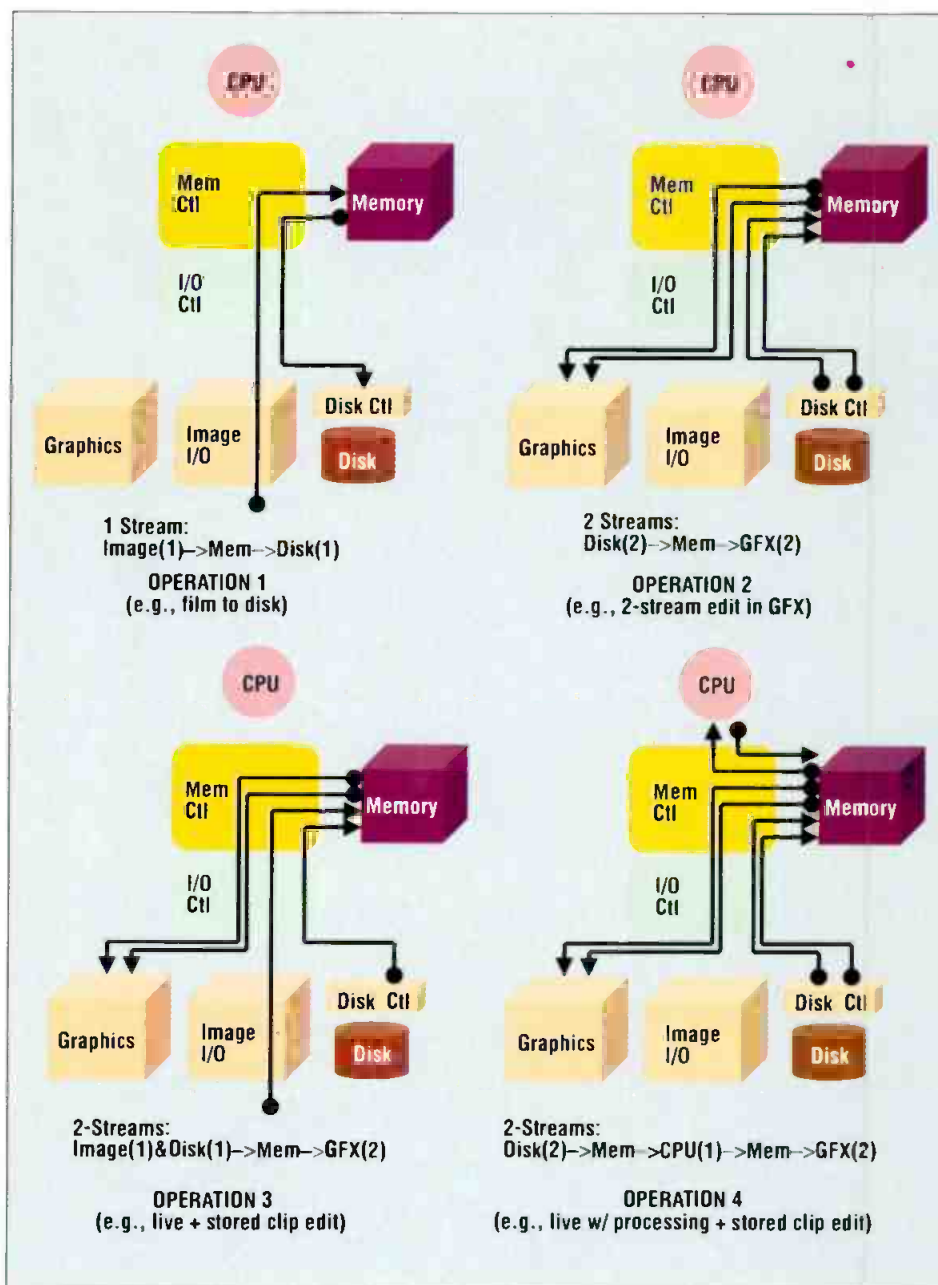 CPU
Mem
Ctl
Memory
I/O
Ctl
Graphics
Image
I/O
Disk Ctl
Disk
1 Stream:
Image(1)->Mem->Disk(1)
OPERATION 1
(e.g., film to disk)
CPU
Mem
Ctl
Memory
I/O
Ctl
Graphics
Image
I/O
Disk Ctl
Disk
2 Streams:
Disk(2)->Mem->GFX(2)
OPERATION 2
(e.g., 2-stream edit in GFX)
CPU
Mem
Ctl
Memory
I/O
Ctl
Graphics
Image
I/O
Disk Ctl
Disk
2-Streams:
Image(1)&Disk(1)->Mem->GFX(2)
OPERATION 3
(e.g., live + stored clip edit)
CPU
Mem
Ctl
Memory
I/O
Ctl
Graphics
Image
I/O
Disk Ctl
Disk
2-Streams:
Disk(2)->Mem->CPU(1)->Mem->GFX(2)
OPERATION 4
(e.g., live w/ processing + stored clip edit)